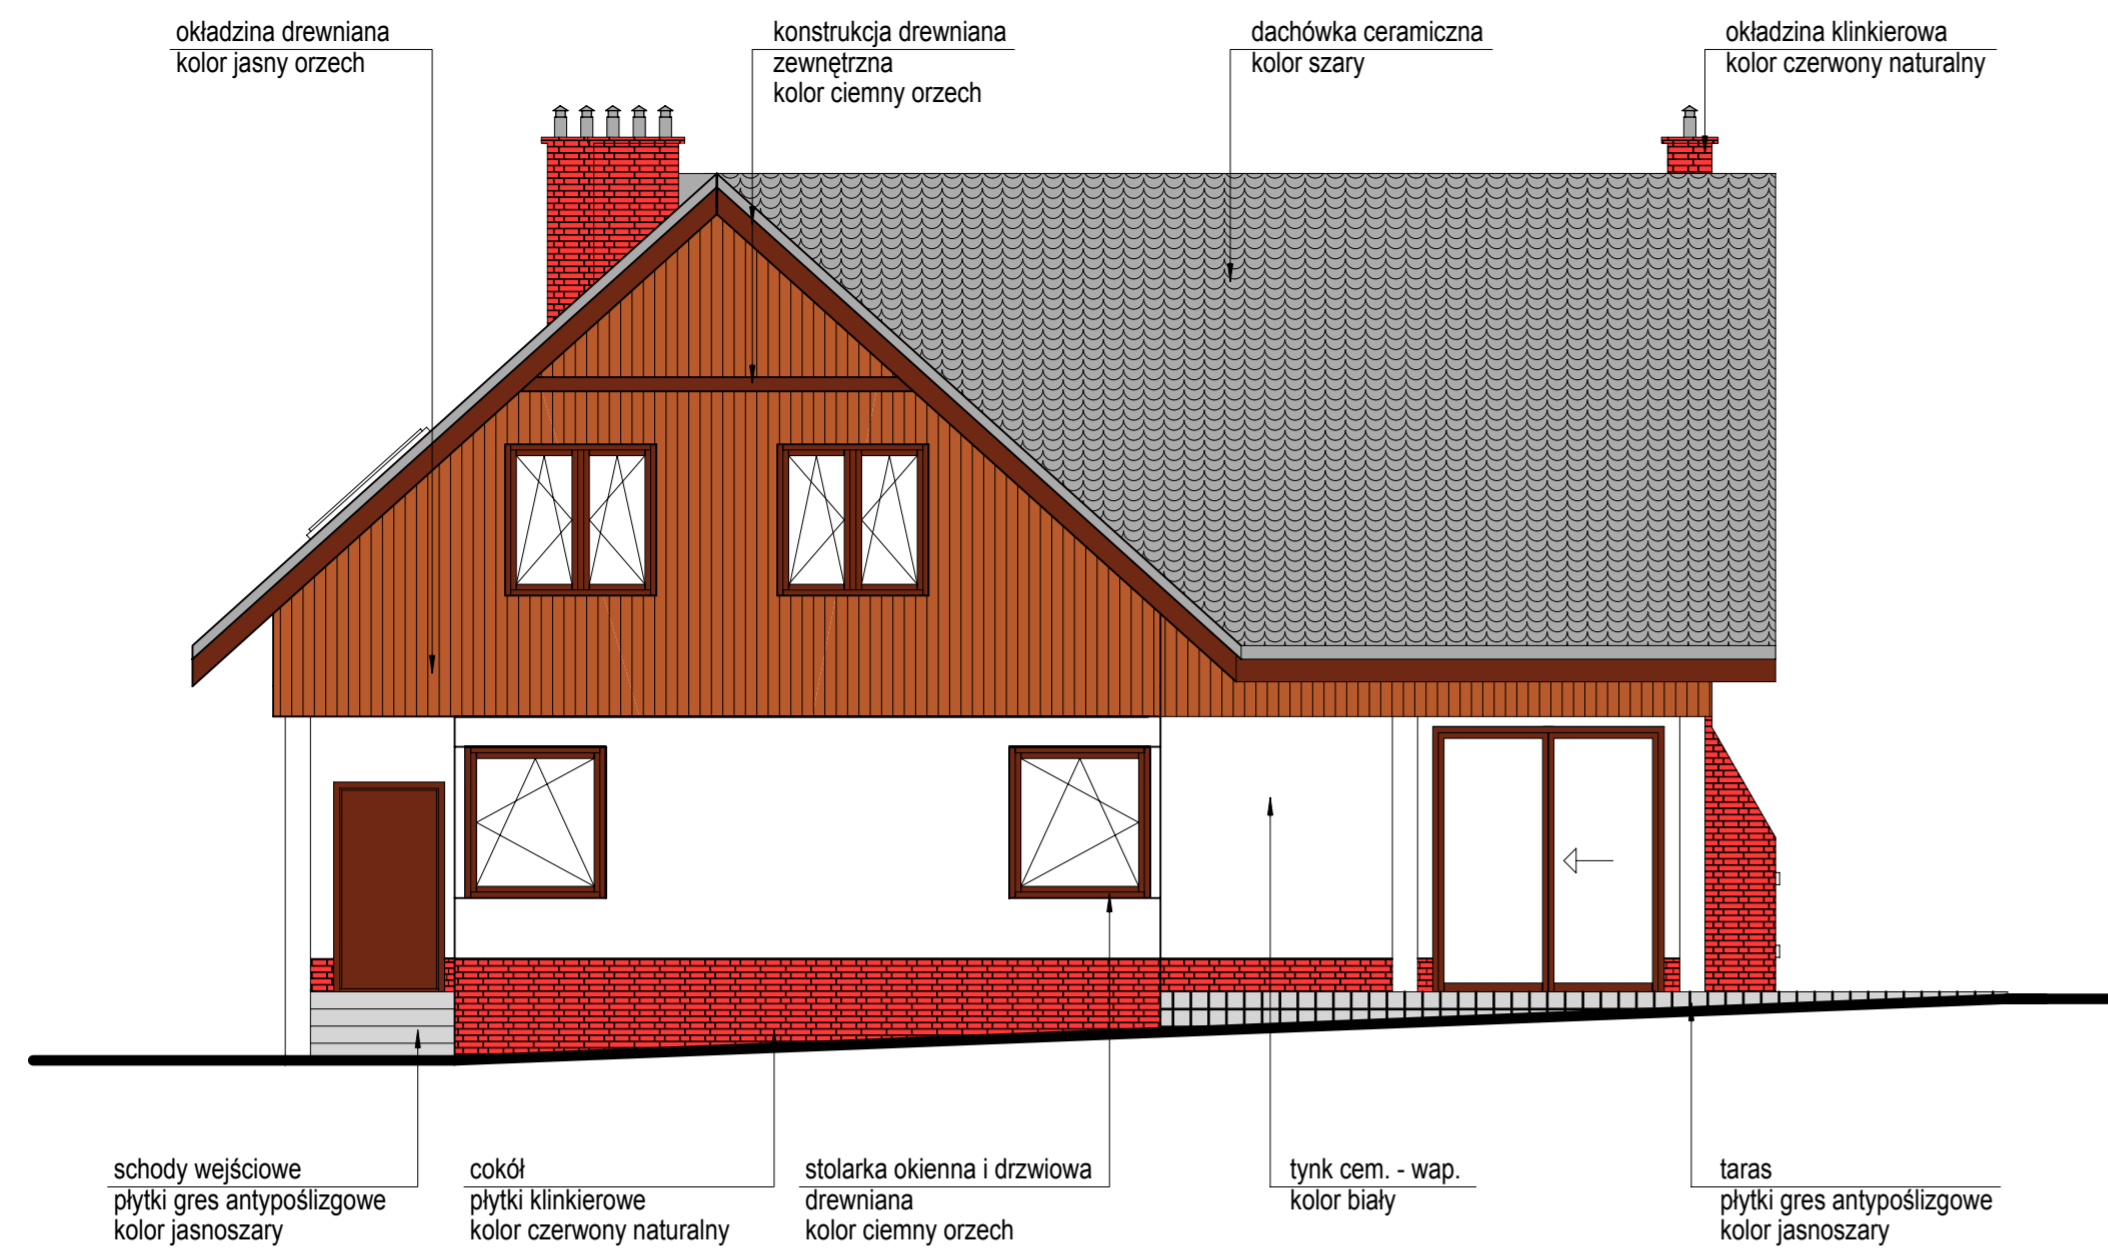 okładzina drewniana
kolor jasny orzech
konstrukcja drewniana
zewnętrzna
kolor ciemny orzech
dachówka ceramiczna
kolor szary
okładzina klinkierowa
kolor czerwony naturalny
schody wejściowe
płytki gres antypoślizgowe
kolor jasnoszary
cokół
płytki klinkierowe
kolor czerwony naturalny
stolarka okienna i drzwiowa
drewniana
kolor ciemny orzech
tynk cem. - wap.
kolor biały
taras
płytki gres antypoślizgowe
kolor jasnoszary